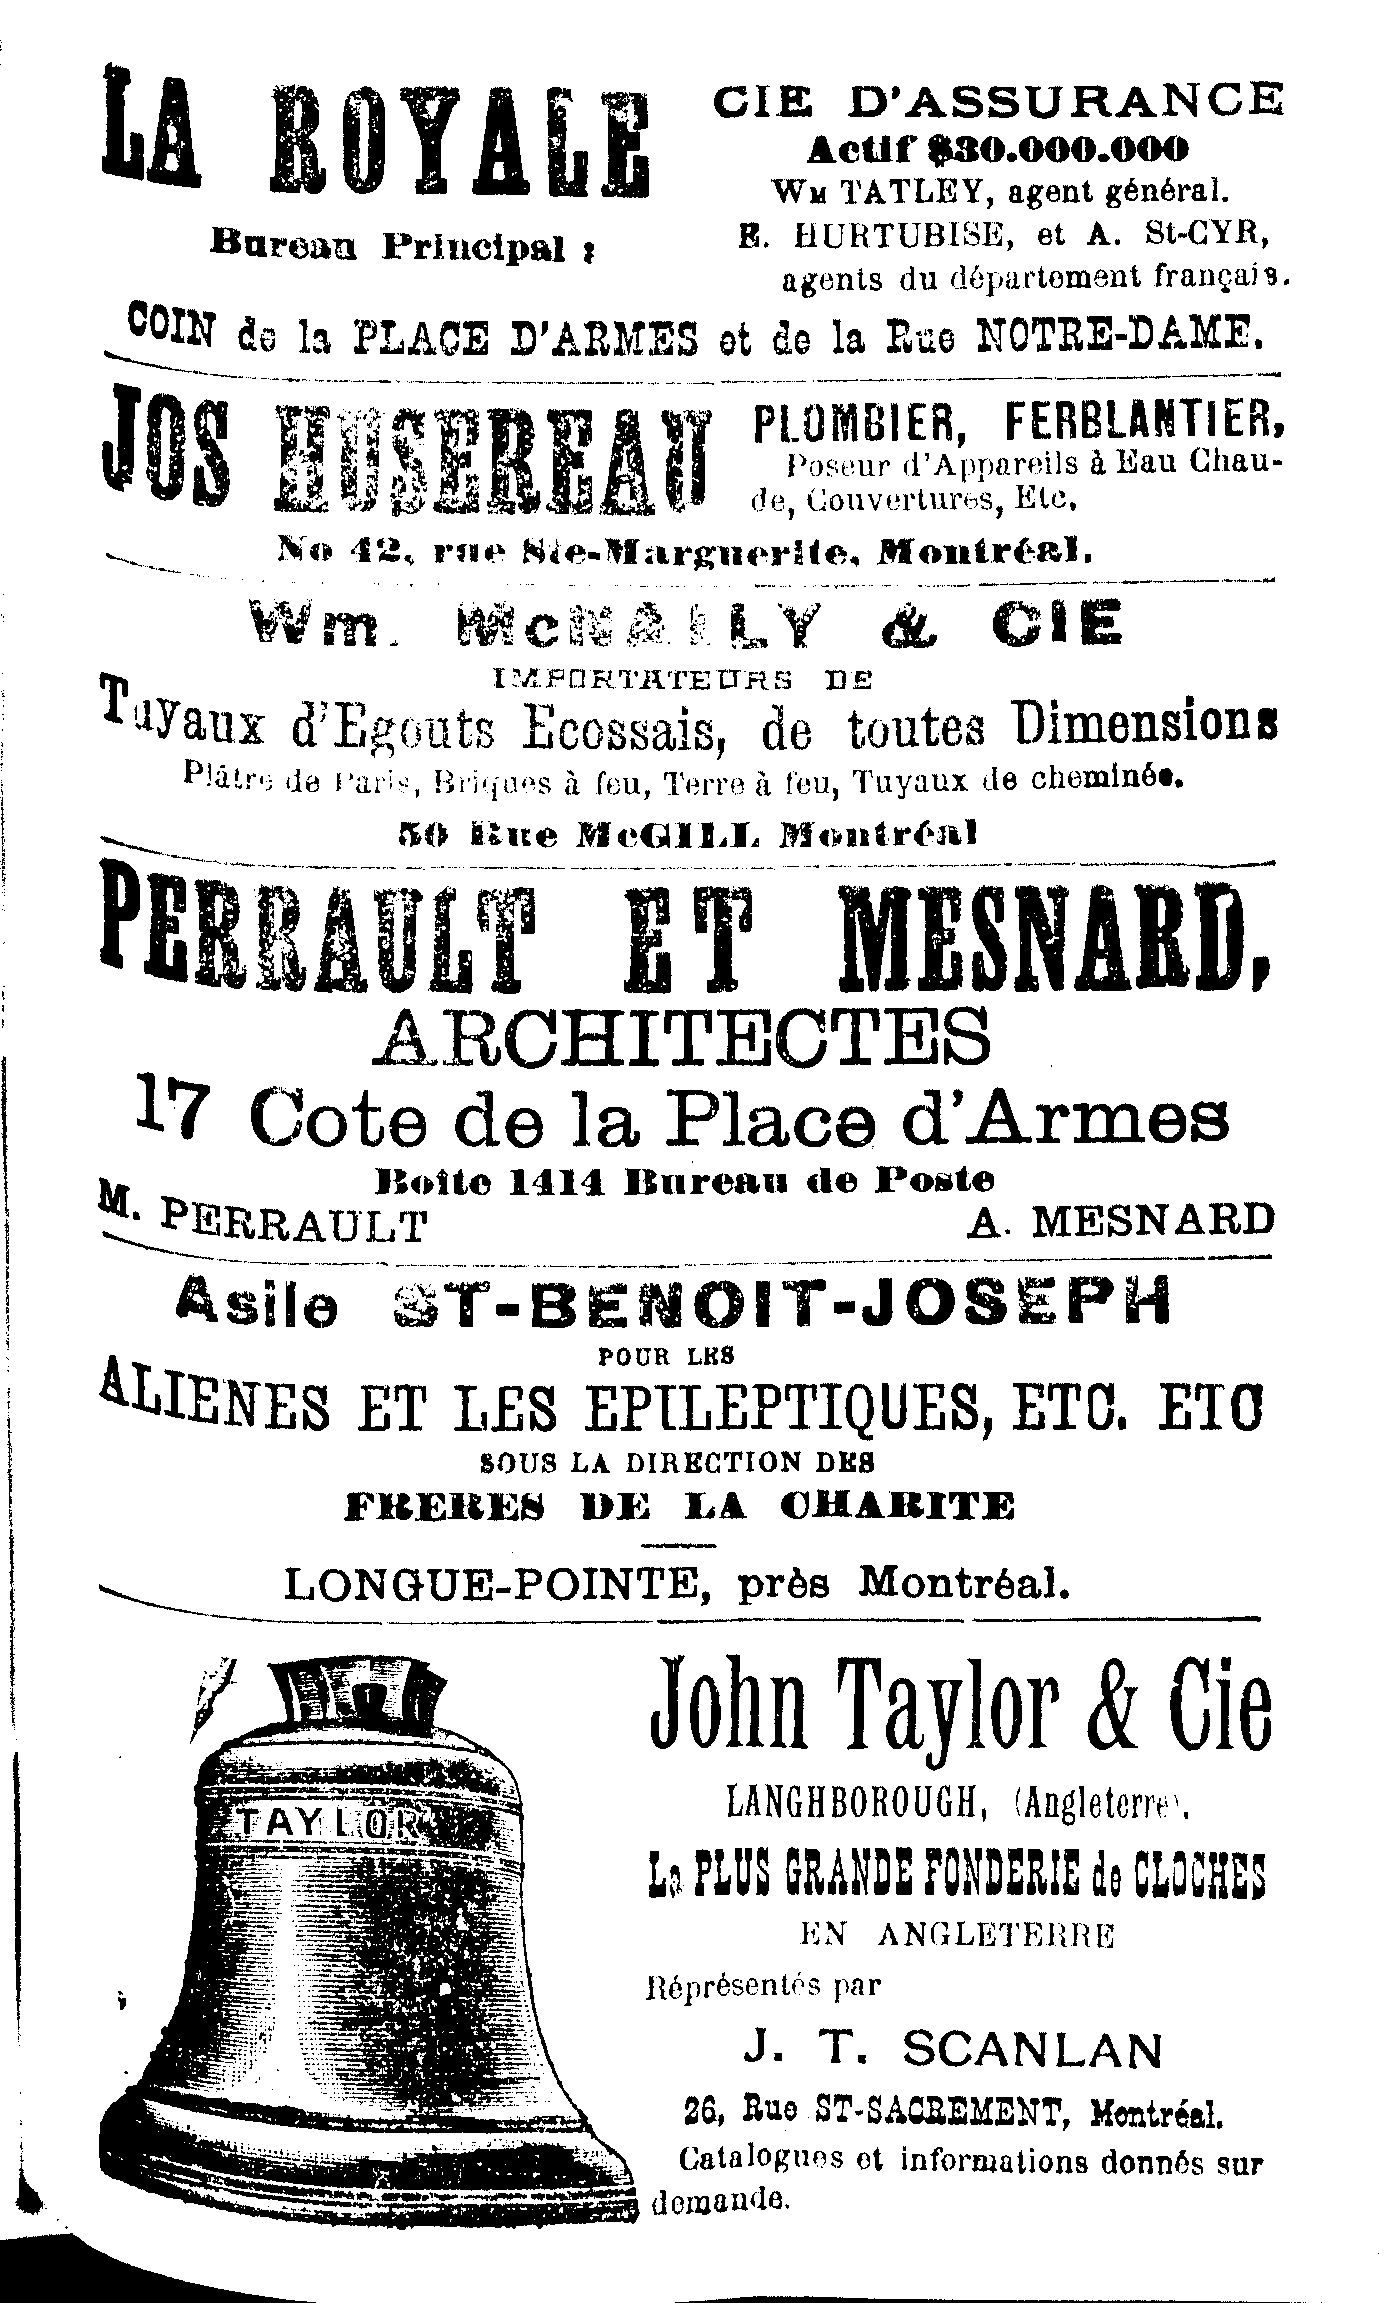 LA ROYALE CIE D'ASSURANCE
Actif $30.000.000
Wm TATLEY, agent général.
Bureau Principal : E. HURTUBISE, et A. St-CYR,
agents du département français.
COIN de la PLACE D'ARMES et de la Rue NOTRE-DAME.
JOS HUSEREAU PLOMBIER, FERBLANTIER,
Poseur d'Appareils à Eau Chau-
de, Couvertures, Etc,
No 42, rue Ste-Marguerite, Montréal.
Wm. McNALLY & CIE
IMPORTATEURS DE
Tuyaux d'Egouts Ecossais, de toutes Dimensions
Plâtre de Paris, Briques à feu, Terre à feu, Tuyaux de cheminée.
50 Rue McGILL Montréal
PERRAULT ET MESNARD,
ARCHITECTES
17 Cote de la Place d'Armes
Boîte 1414 Bureau de Poste
M. PERRAULT A. MESNARD
Asile ST-BENOIT-JOSEPH
POUR LES
ALIENES ET LES EPILEPTIQUES, ETC. ETC
SOUS LA DIRECTION DES
FRERES DE LA CHARITE
LONGUE-POINTE, près Montréal.
TAYLOR
John Taylor & Cie
LANGHBOROUGH, (Angleterre).
La PLUS GRANDE FONDERIE de CLOCHES
EN ANGLETERRE
Réprésentés par
J. T. SCANLAN
26, Rue ST-SACREMENT, Montréal.
Catalogues et informations donnés sur
demande.